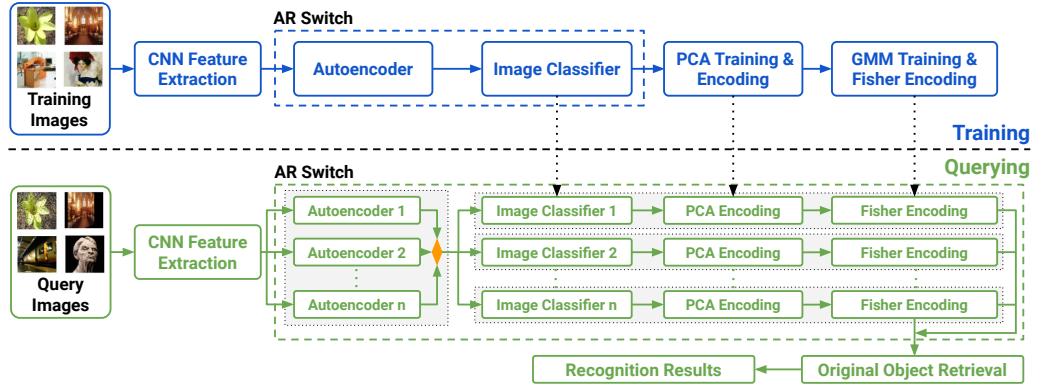 AR Switch
Training
Images
CNN Feature
Extraction
Autoencoder
Image Classifier
PCA Training &
Encoding
GMM Training &
Fisher Encoding
Training
Querying
AR Switch
Query
Images
CNN Feature
Extraction
Autoencoder 1
Image Classifier 1
PCA Encoding
Fisher Encoding
Autoencoder 2
Image Classifier 2
PCA Encoding
Fisher Encoding
Autoencoder n
Image Classifier n
PCA Encoding
Fisher Encoding
Recognition Results
Original Object Retrieval